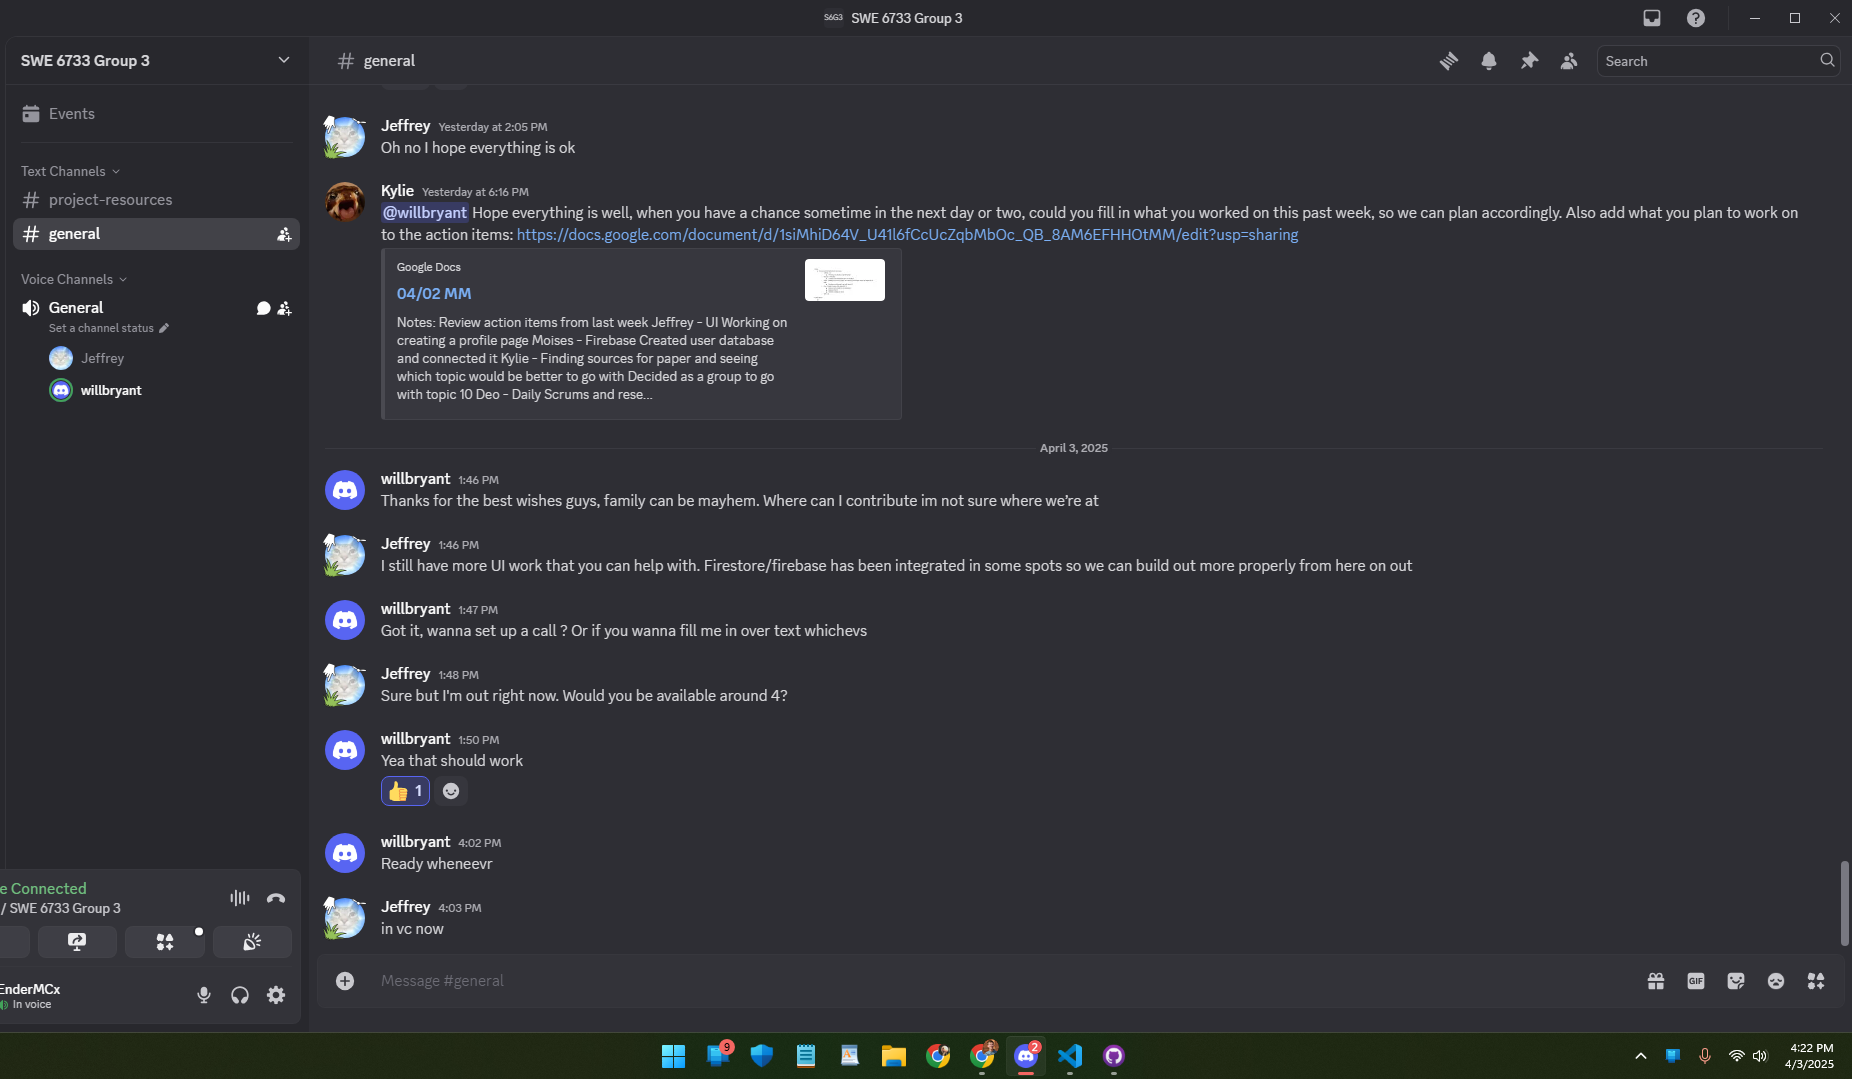 S6G3 SWE 6733 Group 3
SWE 6733 Group 3
general
Search
Events
Text Channels
project-resources
general
Voice Channels
General
Set a channel status
Jeffrey
willbryant
Jeffrey Yesterday at 2:05 PM
Oh no I hope everything is ok
Kylie Yesterday at 6:16 PM
@willbryant Hope everything is well, when you have a chance sometime in the next day or two, could you fill in what you worked on this past week, so we can plan accordingly. Also add what you plan to work on
to the action items: https://docs.google.com/document/d/1siMhiD64V_U41l6fCcUcZqbMbOc_QB_8AM6EFHHOtMM/edit?usp=sharing
Google Docs
04/02 MM
Notes: Review action items from last week Jeffrey - UI Working on
creating a profile page Moises - Firebase Created user database
and connected it Kylie - Finding sources for paper and seeing
which topic would be better to go with Decided as a group to go
with topic 10 Deo - Daily Scrums and rese...
April 3, 2025
willbryant 1:46 PM
Thanks for the best wishes guys, family can be mayhem. Where can I contribute im not sure where we’re at
Jeffrey 1:46 PM
I still have more UI work that you can help with. Firestore/firebase has been integrated in some spots so we can build out more properly from here on out
willbryant 1:47 PM
Got it, wanna set up a call ? Or if you wanna fill me in over text whichevs
Jeffrey 1:48 PM
Sure but I'm out right now. Would you be available around 4?
willbryant 1:50 PM
Yea that should work
1
willbryant 4:02 PM
Ready wheneevr
Jeffrey 4:03 PM
in vc now
Message #general
GIF
e Connected
/ SWE 6733 Group 3
EnderMCx
In voice
9
2
4:22 PM
4/3/2025